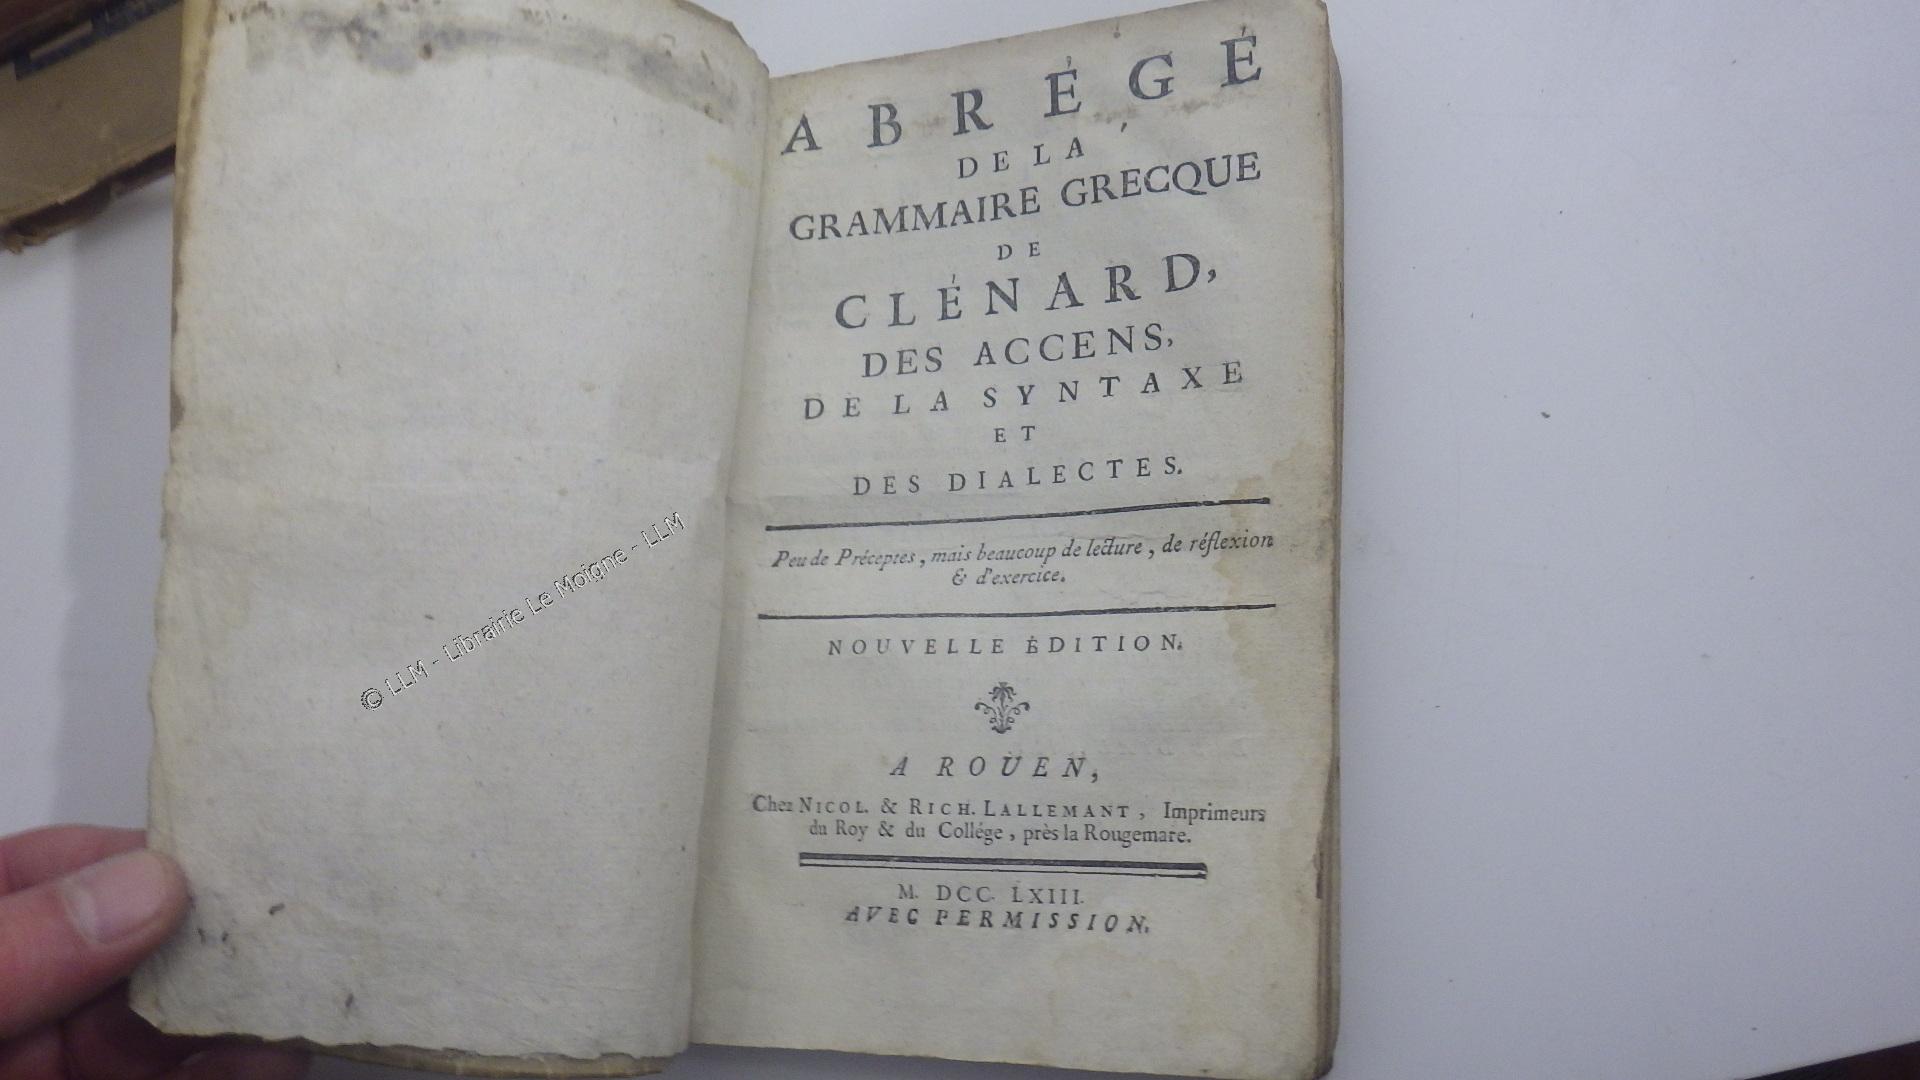 ABRÉGÉ
DE LA
GRAMMAIRE GRECQUE
DE
CLÉNARD,
DES ACCENS,
DE LA SYNTAXE
ET
DES DIALECTES.
Peu de Préceptes, mais beaucoup de lecture, de réflexion
& d'exercice.
NOUVELLE ÉDITION.
A ROUEN,
Chez NICOL. & RICH. LALLEMANT, Imprimeurs
du Roy & du Collége, près la Rougemare.
M. DCC. LXIII.
AVEC PERMISSION.
© LLM - Librairie Le Moigne - LLM